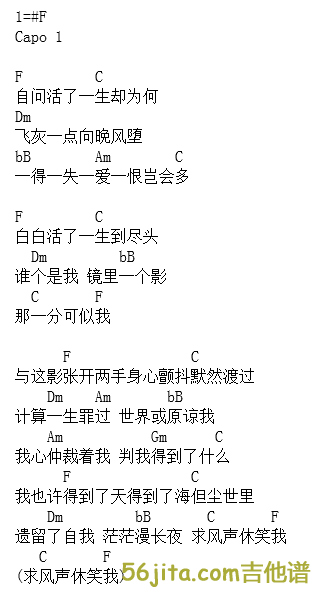 1=#F
Capo 1
F C
自问活了一生却为何
Dm
飞灰一点向晚风堕
bB Am C
一得一失一爱一恨岂会多
F C
白白活了一生到尽头
Dm bB
谁个是我 镜里一个影
C F
那一分可似我
F C
与这影张开两手身心颤抖默然渡过
Dm Am bB
计算一生罪过 世界或原谅我
Am Gm C
我心仲裁着我 判我得到了什么
F C
我也许得到了天得到了海但尘世里
Dm bB C F
遗留了自我 茫茫漫长夜 求风声休笑我
C F
(求风声休笑我)
56jita.com吉他谱